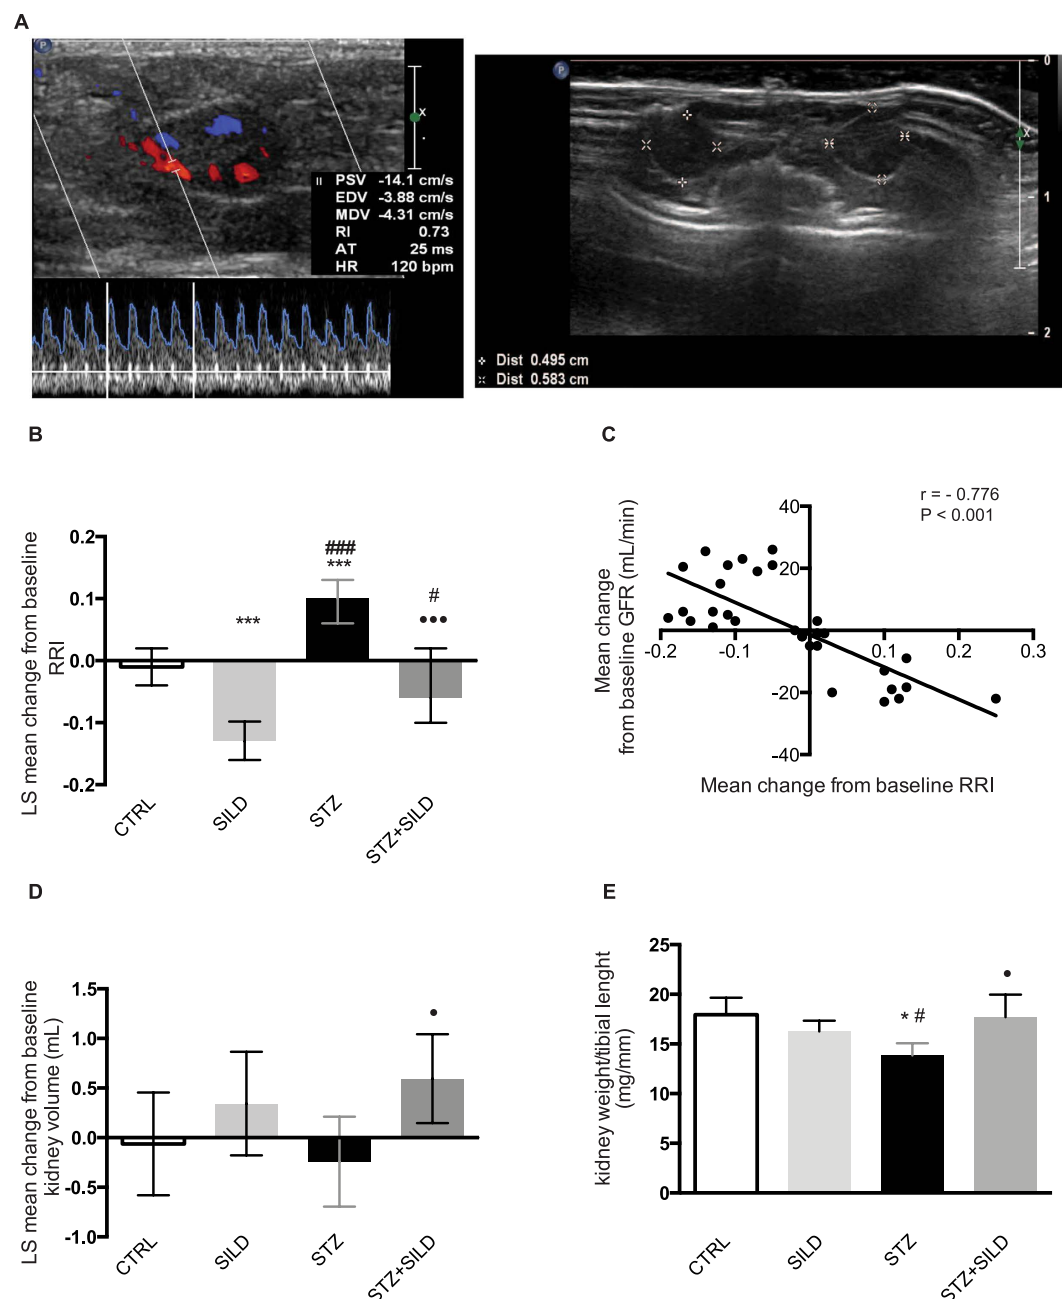 A
P
x
II PSV -14.1 cm/s
EDV -3.88 cm/s
MDV -4.31 cm/s
RI 0.73
AT 25 ms
HR 120 bpm
P
0
x
1
2
Dist 0.495 cm
Dist 0.583 cm
B
LS mean change from baseline
RRI
0.2
0.1
0.0
-0.1
-0.2
***
###
***
#
•••
CTRL
SILD
STZ
STZ+SILD
C
r = - 0.776
P < 0.001
Mean change
from baseline GFR (mL/min)
40
20
-20
-40
-0.2
-0.1
0.1
0.2
0.3
Mean change from baseline RRI
D
LS mean change from baseline
kidney volume (mL)
1.5
1.0
0.5
0.0
-0.5
-1.0
•
CTRL
SILD
STZ
STZ+SILD
E
kidney weight/tibial lenght
(mg/mm)
25
20
15
10
5
0
* #
•
CTRL
SILD
STZ
STZ+SILD